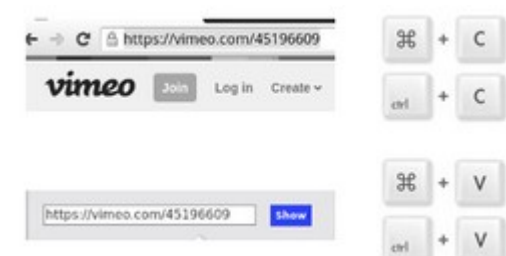 https://vimeo.com/45196609
⌘ + C
vimeo Join Log in Create
ctrl + C
⌘ + V
https://vimeo.com/45196609 Show
ctrl + V